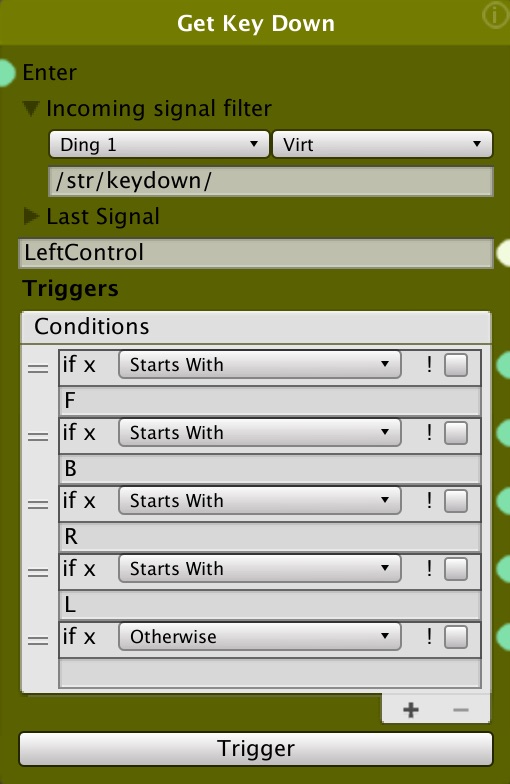 Get Key Down
i
Enter
Incoming signal filter
Ding 1 Virt
/str/keydown/
Last Signal
LeftControl
Triggers
Conditions
if x Starts With !
F
if x Starts With !
B
if x Starts With !
R
if x Starts With !
L
if x Otherwise !
+ −
Trigger